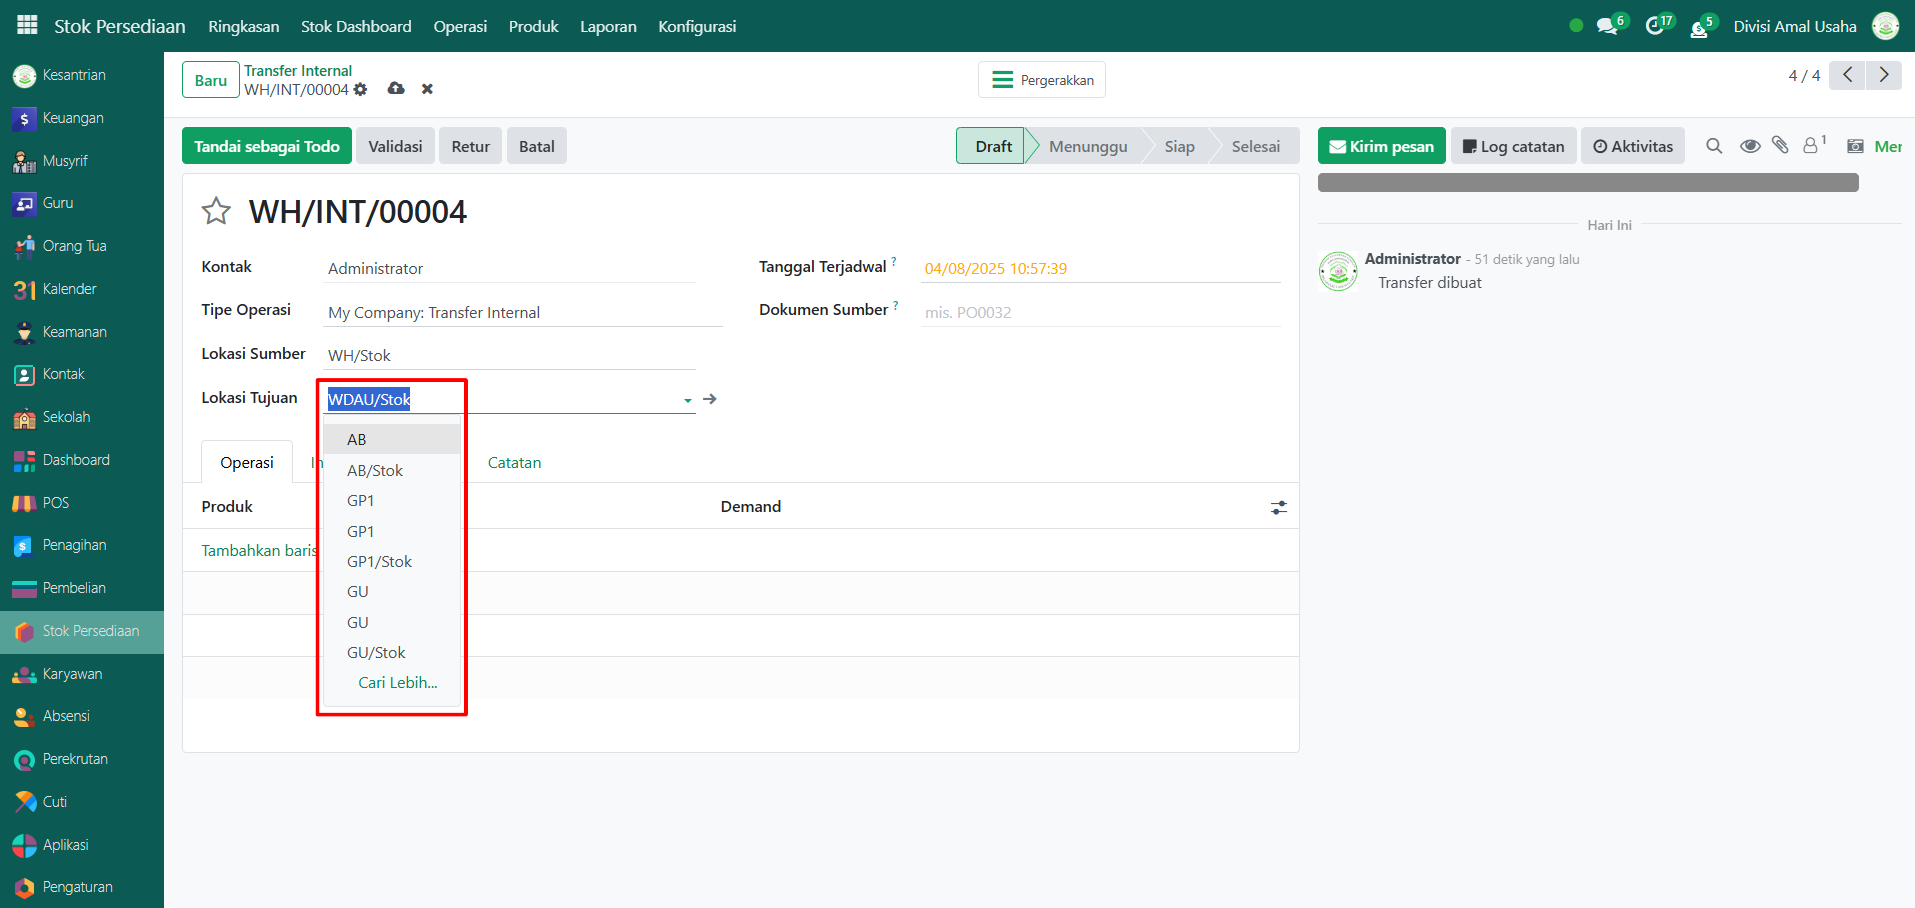 Stok Persediaan Ringkasan Stok Dashboard Operasi Produk Laporan Konfigurasi 6 17 5 Divisi Amal Usaha
Kesantrian
Keuangan
Musyrif
Guru
Orang Tua
31 Kalender
Keamanan
Kontak
Sekolah
Dashboard
POS
Penagihan
Pembelian
Stok Persediaan
Karyawan
Absensi
Perekrutan
Cuti
Aplikasi
Pengaturan
Baru
Transfer Internal
WH/INT/00004
Pergerakkan
4 / 4
Tandai sebagai Todo Validasi Retur Batal
Draft Menunggu Siap Selesai
Kirim pesan Log catatan Aktivitas 1 Mer
WH/INT/00004
Kontak Administrator
Tanggal Terjadwal ? 04/08/2025 10:57:39
Tipe Operasi My Company: Transfer Internal
Dokumen Sumber ? mis. PO0032
Lokasi Sumber WH/Stok
Lokasi Tujuan WDAU/Stok
AB
AB/Stok
GP1
GP1
GP1/Stok
GU
GU
GU/Stok
Cari Lebih...
Operasi In Catatan
Produk Demand
Tambahkan baris
Hari Ini
Administrator - 51 detik yang lalu
Transfer dibuat